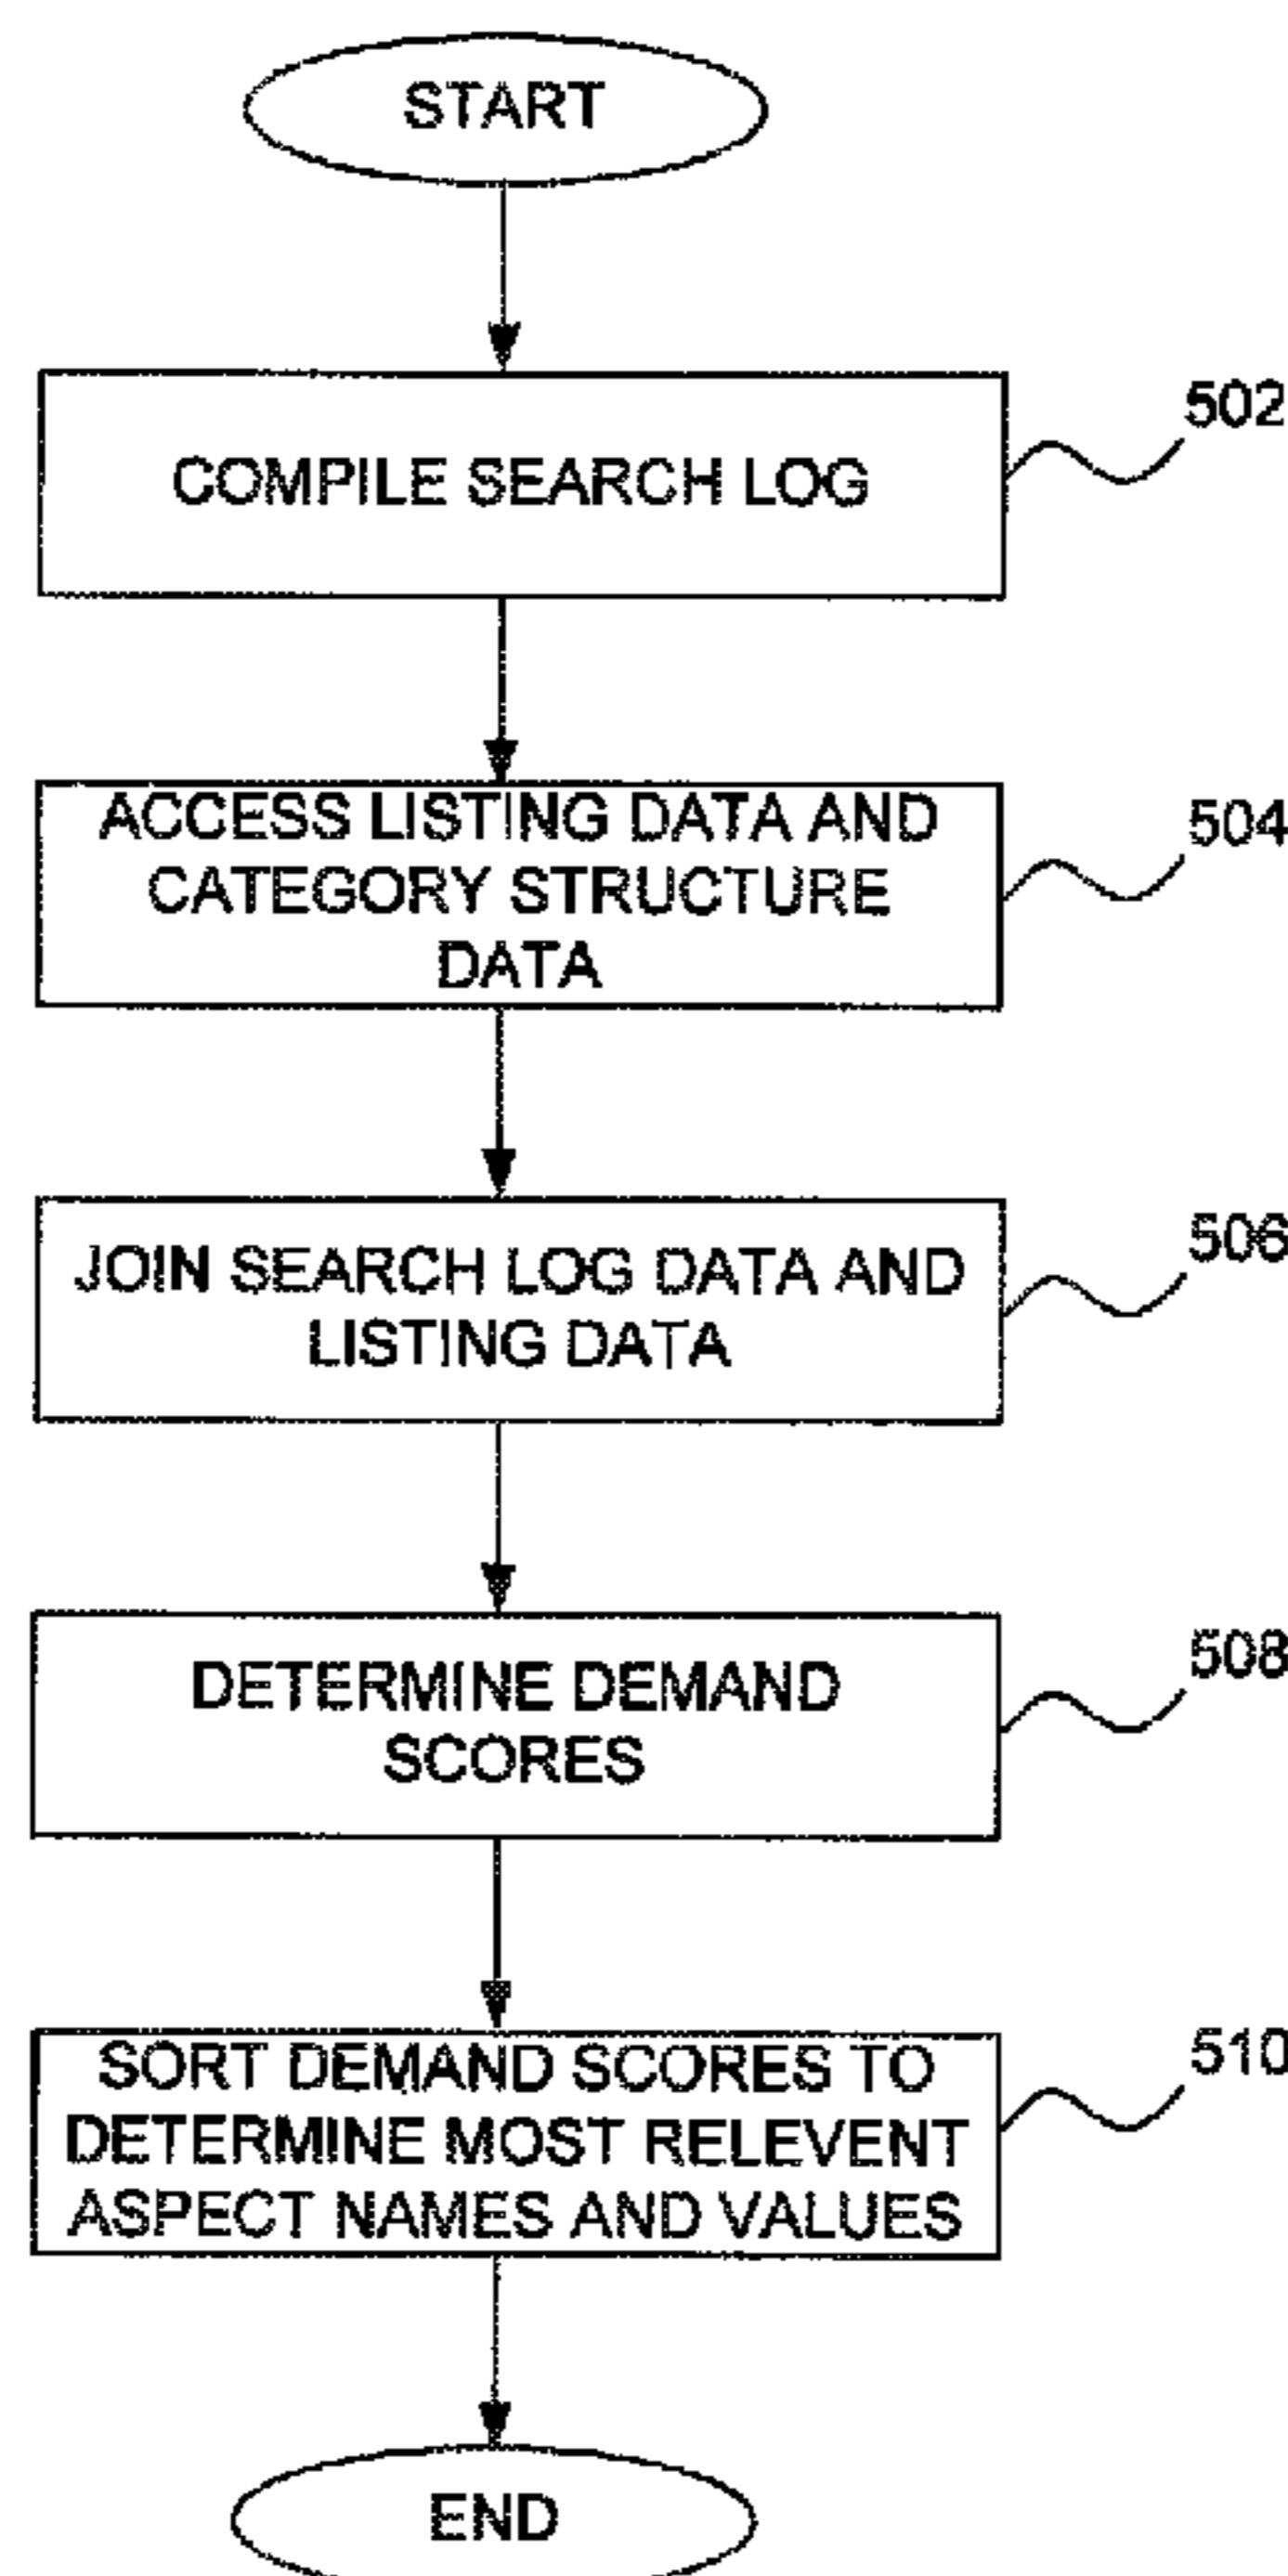 START
COMPILE SEARCH LOG
502
ACCESS LISTING DATA AND
CATEGORY STRUCTURE
DATA
504
JOIN SEARCH LOG DATA AND
LISTING DATA
506
DETERMINE DEMAND
SCORES
508
SORT DEMAND SCORES TO
DETERMINE MOST RELEVENT
ASPECT NAMES AND VALUES
510
END